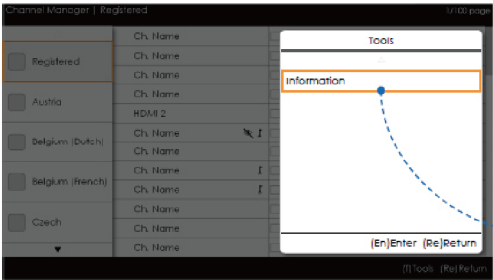 Channel Manager | Registered
1/100 page
Registered
Austria
Belgium (Dutch)
Belgium (French)
Czech
Ch. Name
Ch. Name
Ch. Name
Ch. Name
HDMI 2
Ch. Name
Ch. Name
Ch. Name
Ch. Name
Ch. Name
Ch. Name
Ch. Name
Tools
Information
(En)Enter (Re)Return
(T)Tools (Re)Return